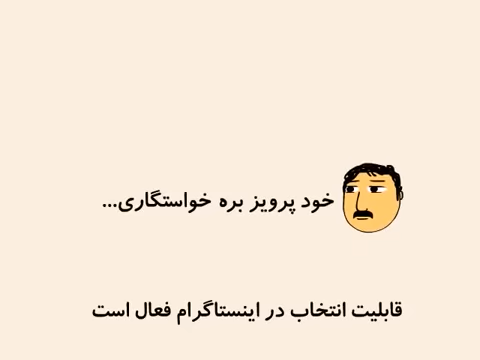 خود پرویز بره خواستگاری...
قابلیت انتخاب در اینستاگرام فعال است